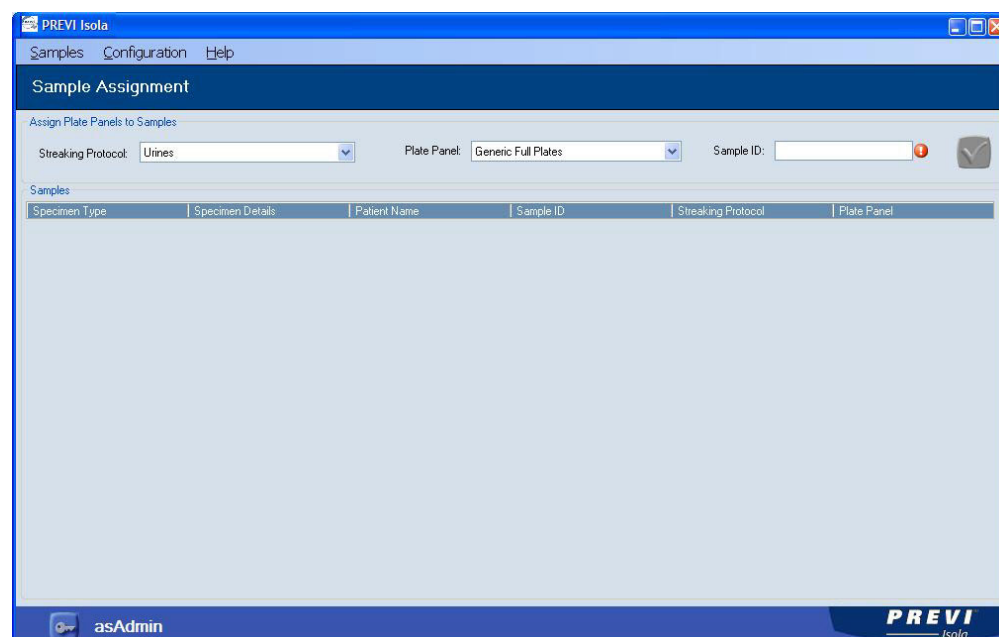 PREVI Isola
Samples Configuration Help
Sample Assignment
Assign Plate Panels to Samples
Streaking Protocol: Urines Plate Panel: Generic Full Plates Sample ID:
Samples
Specimen Type Specimen Details Patient Name Sample ID Streaking Protocol Plate Panel
asAdmin
PREVI
Isola